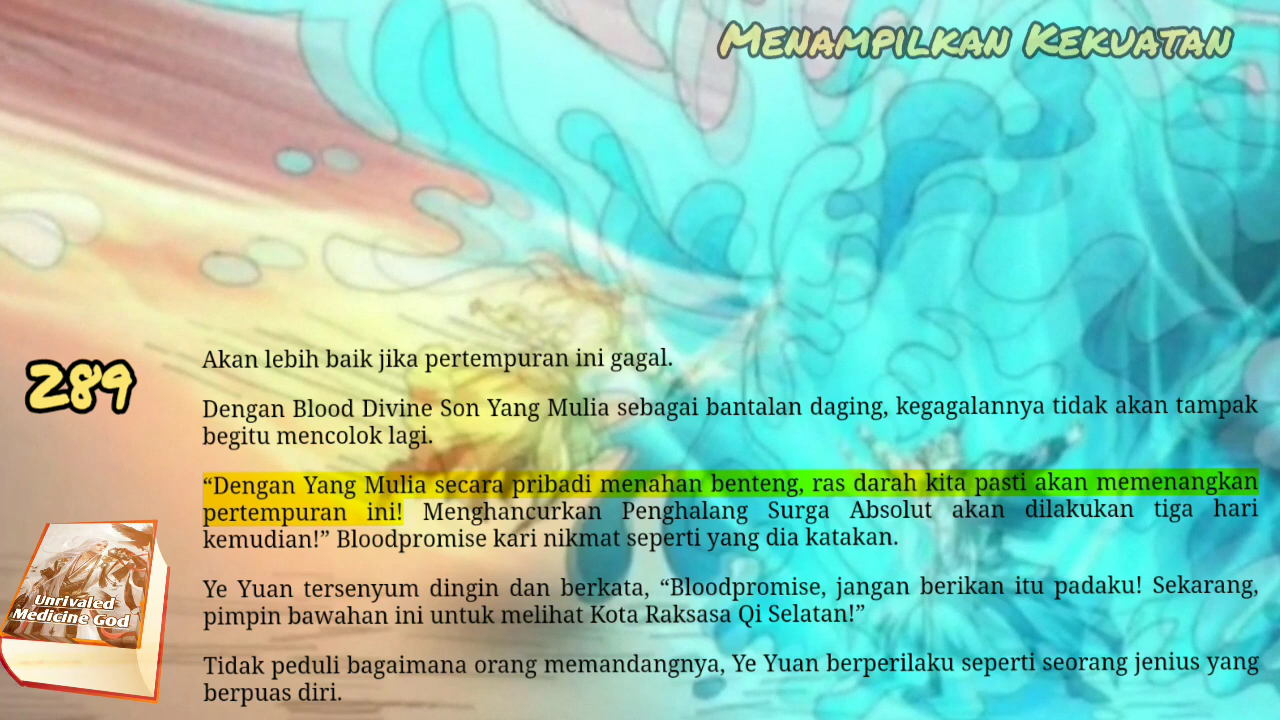 Menampilkan Kekuatan
Akan lebih baik jika pertempuran ini gagal.
Dengan Blood Divine Son Yang Mulia sebagai bantalan daging, kegagalannya tidak akan tampak
begitu mencolok lagi.
“Dengan Yang Mulia secara pribadi menahan benteng, ras darah kita pasti akan memenangkan
pertempuran ini! Menghancurkan Penghalang Surga Absolut akan dilakukan tiga hari
kemudian!” Bloodpromise kari nikmat seperti yang dia katakan.
Ye Yuan tersenyum dingin dan berkata, “Bloodpromise, jangan berikan itu padaku! Sekarang,
pimpin bawahan ini untuk melihat Kota Raksasa Qi Selatan!”
Tidak peduli bagaimana orang memandangnya, Ye Yuan berperilaku seperti seorang jenius yang
berpuas diri.
289
Unrivaled
Medicine God